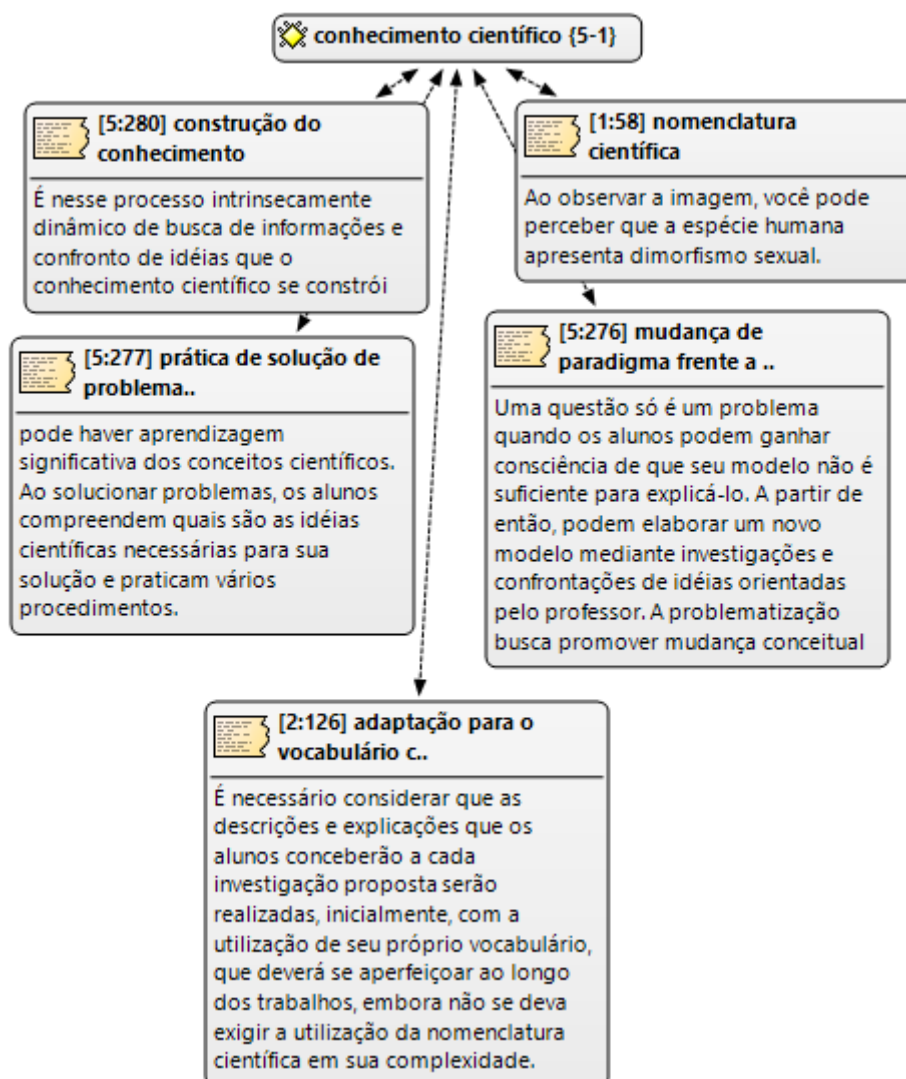 conhecimento científico {5-1}
[5:280] construção do
conhecimento
É nesse processo intrinsecamente
dinâmico de busca de informações e
confronto de idéias que o
conhecimento científico se constrói
[1:58] nomenclatura
científica
Ao observar a imagem, você pode
perceber que a espécie humana
apresenta dimorfismo sexual.
[5:277] prática de solução de
problema..
pode haver aprendizagem
significativa dos conceitos científicos.
Ao solucionar problemas, os alunos
compreendem quais são as idéias
científicas necessárias para sua
solução e praticam vários
procedimentos.
[5:276] mudança de
paradigma frente a ..
Uma questão só é um problema
quando os alunos podem ganhar
consciência de que seu modelo não é
suficiente para explicá-lo. A partir de
então, podem elaborar um novo
modelo mediante investigações e
confrontações de idéias orientadas
pelo professor. A problematização
busca promover mudança conceitual
[2:126] adaptação para o
vocabulário c..
É necessário considerar que as
descrições e explicações que os
alunos conceberão a cada
investigação proposta serão
realizadas, inicialmente, com a
utilização de seu próprio vocabulário,
que deverá se aperfeiçoar ao longo
dos trabalhos, embora não se deva
exigir a utilização da nomenclatura
científica em sua complexidade.